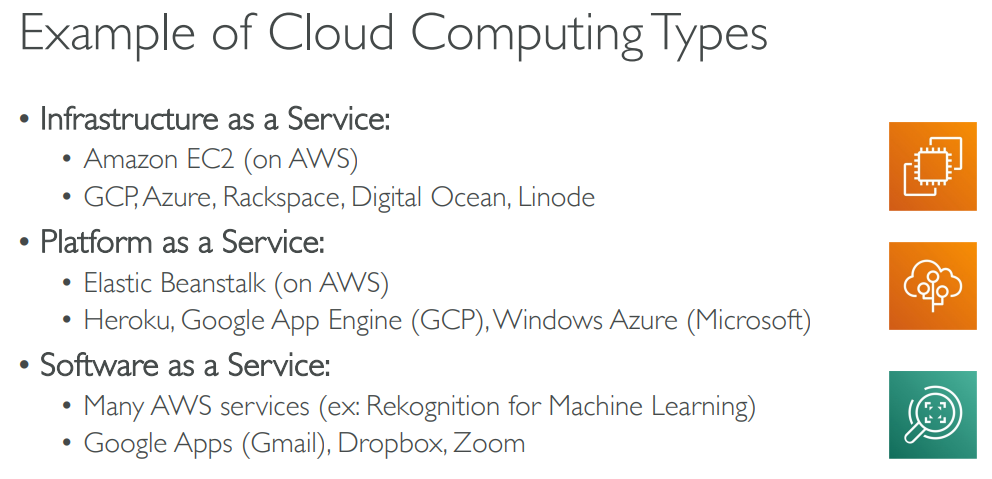 Example of Cloud Computing Types
• Infrastructure as a Service:
• Amazon EC2 (on AWS)
• GCP, Azure, Rackspace, Digital Ocean, Linode
• Platform as a Service:
• Elastic Beanstalk (on AWS)
• Heroku, Google App Engine (GCP), Windows Azure (Microsoft)
• Software as a Service:
• Many AWS services (ex: Rekognition for Machine Learning)
• Google Apps (Gmail), Dropbox, Zoom